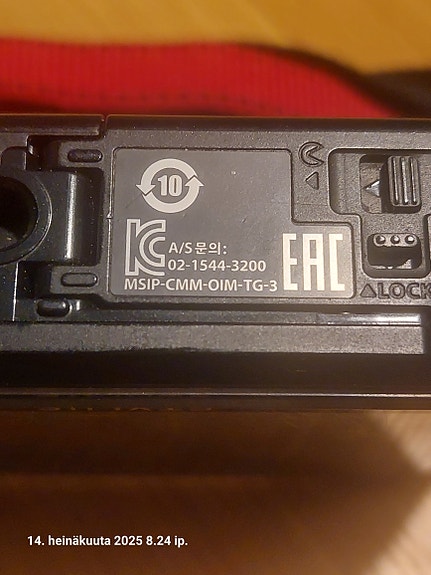 10
A/S 문의:
02-1544-3200
MSIP-CMM-OIM-TG-3
EAC
LOCK
14. heinäkuuta 2025 8.24 ip.